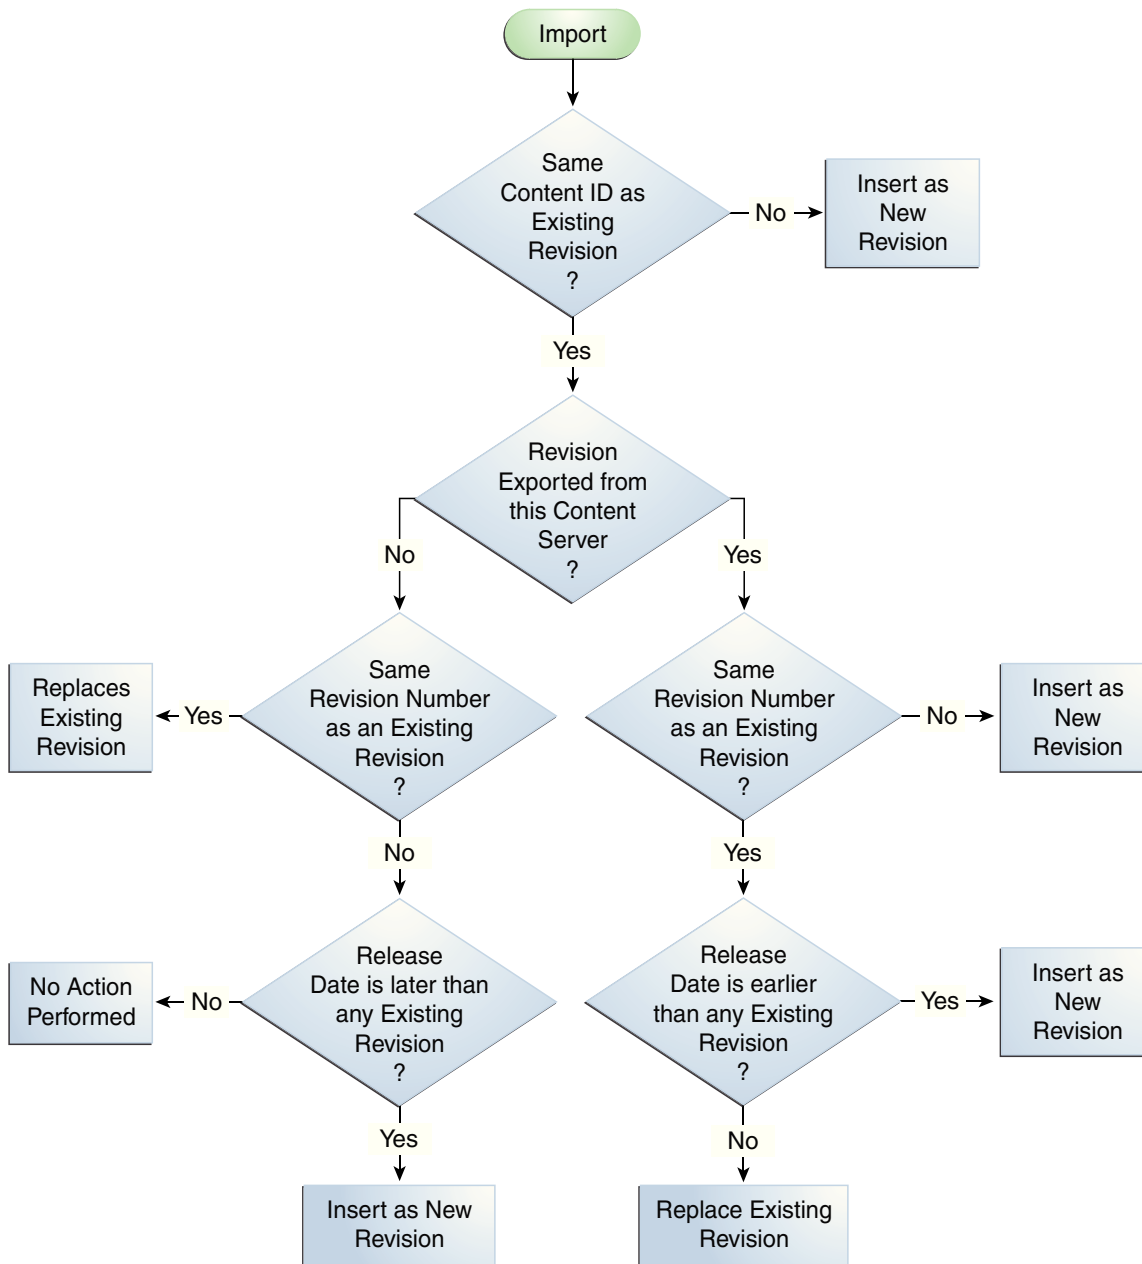 Import
Same
Content ID as
Existing
Revision
?
No
Insert as
New
Revision
Yes
Revision
Exported from
this Content
Server
?
No
Yes
Same
Revision Number
as an Existing
Revision
?
Yes
Replaces
Existing
Revision
Same
Revision Number
as an Existing
Revision
?
No
Insert as
New
Revision
No
Yes
Release
Date is later than
any Existing
Revision
?
No
No Action
Performed
Release
Date is earlier
than any Existing
Revision
?
Yes
Insert as
New
Revision
Yes
No
Insert as New
Revision
Replace Existing
Revision